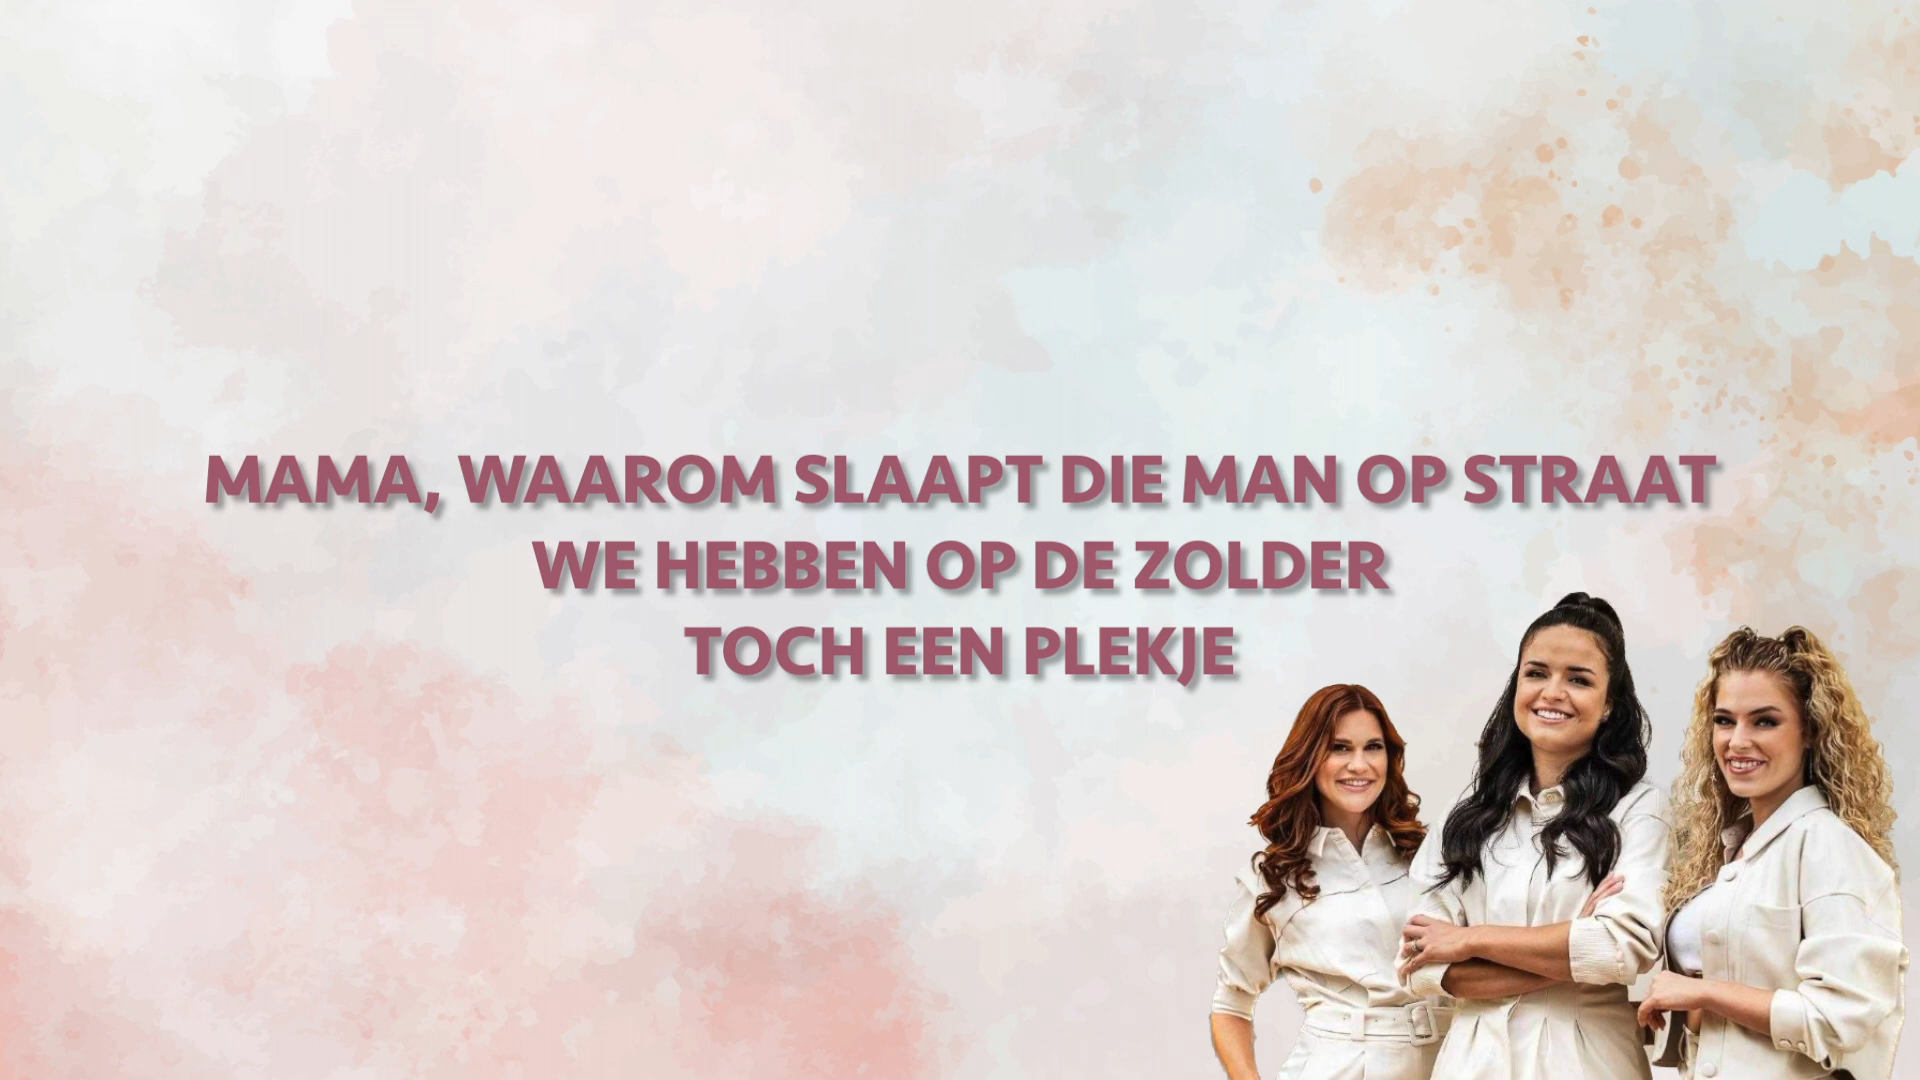 MAMA, WAAROM SLAAPT DIE MAN OP STRAAT
WE HEBBEN OP DE ZOLDER
TOCH EEN PLEKJE